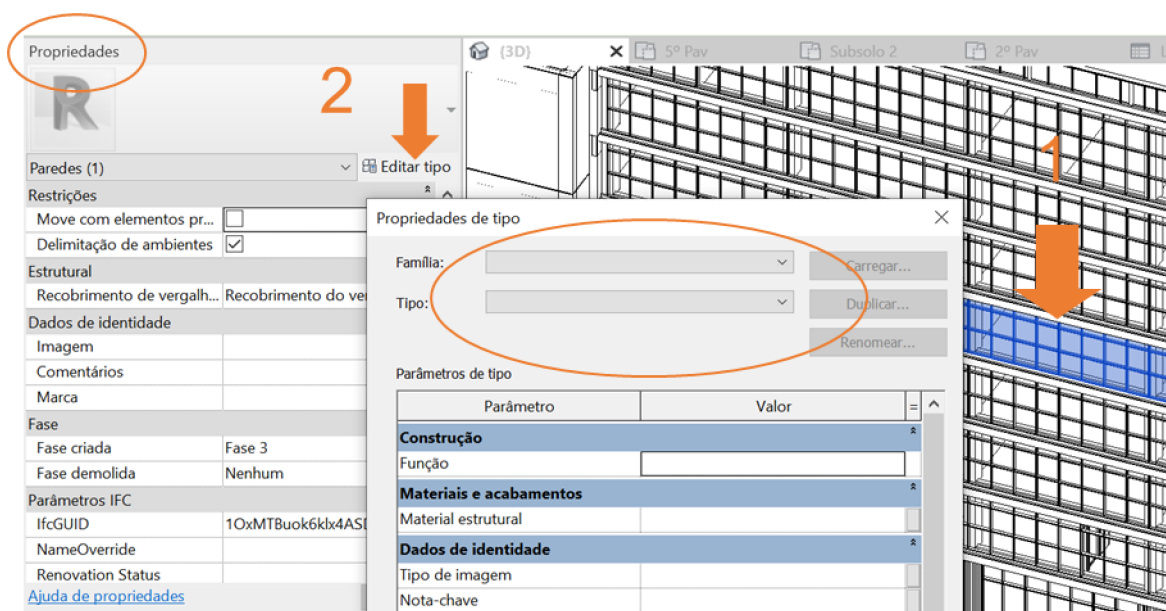 Propriedades
{3D}
5º Pav
Subsolo 2
2º Pav
R
2
1
Paredes (1)
Editar tipo
Restrições
Move com elementos pr...
Delimitação de ambientes
Estrutural
Recobrimento de vergalh... Recobrimento do ve
Dados de identidade
Imagem
Comentários
Marca
Fase
Fase criada Fase 3
Fase demolida Nenhum
Parâmetros IFC
IfcGUID
NameOverride
Renovation Status
Ajuda de propriedades
Propriedades de tipo
Família:
Carregar...
Tipo:
Duplicar...
Renomear...
Parâmetros de tipo
Parâmetro Valor =
Construção
Função
Materiais e acabamentos
Material estrutural
Dados de identidade
Tipo de imagem
Nota-chave